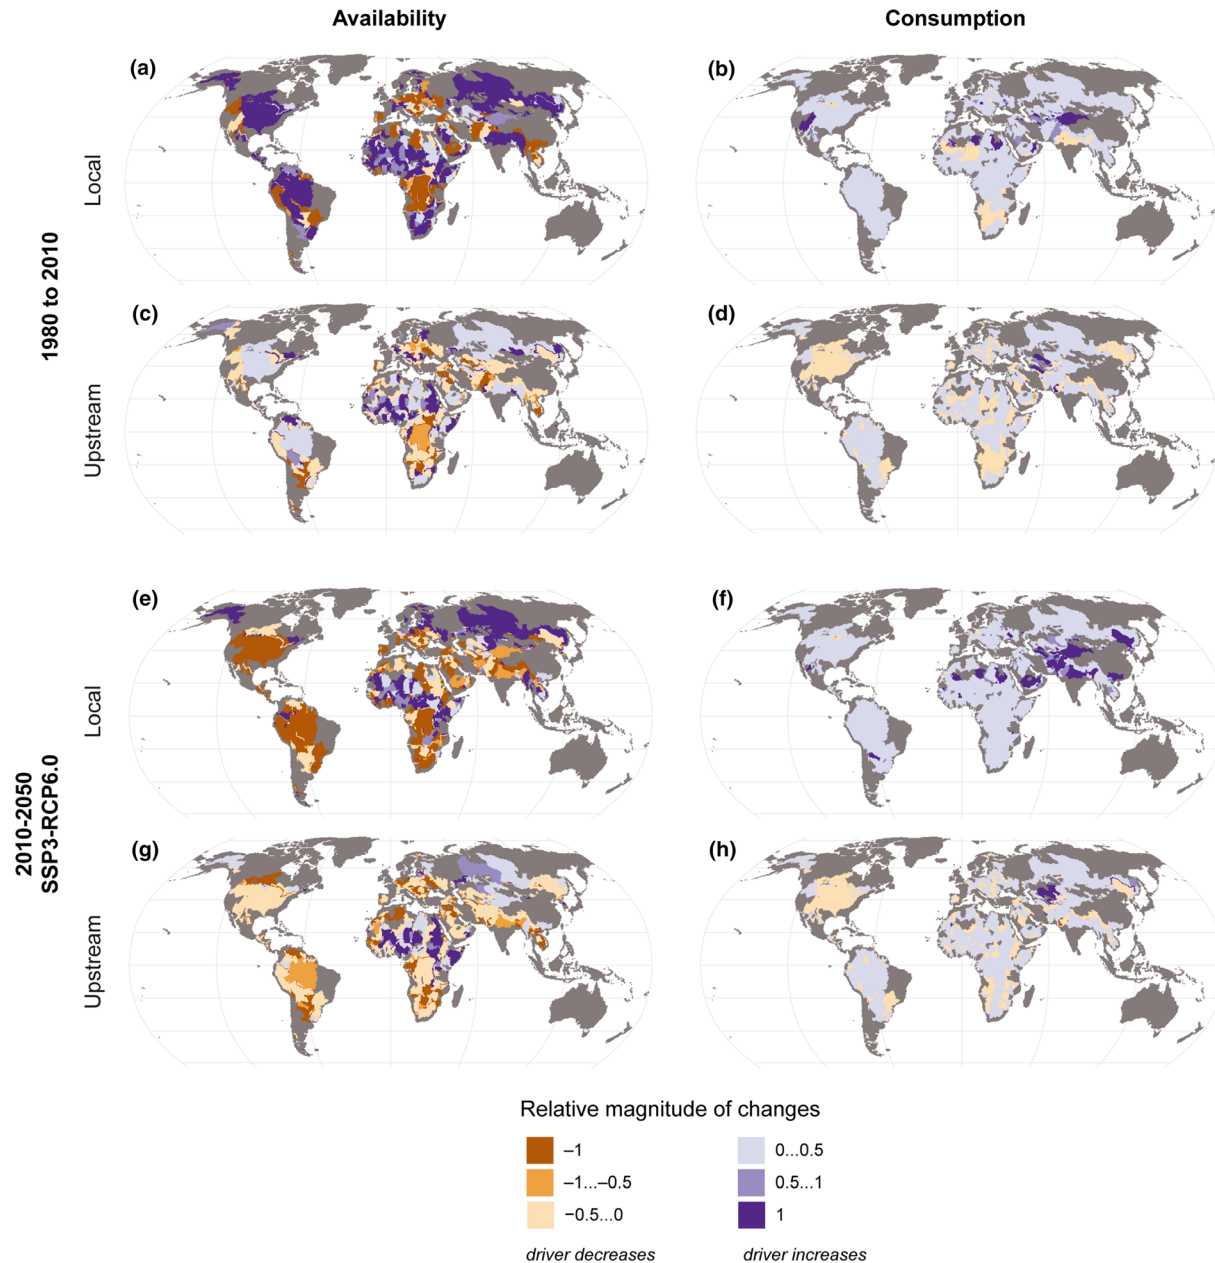 Availability
Consumption
(a)
(b)
Local
1980 to 2010
(c)
(d)
Upstream
(e)
(f)
Local
2010-2050
SSP3-RCP6.0
(g)
(h)
Upstream
Relative magnitude of changes
–1
0...0.5
–1...–0.5
0.5...1
−0.5...0
1
driver decreases
driver increases